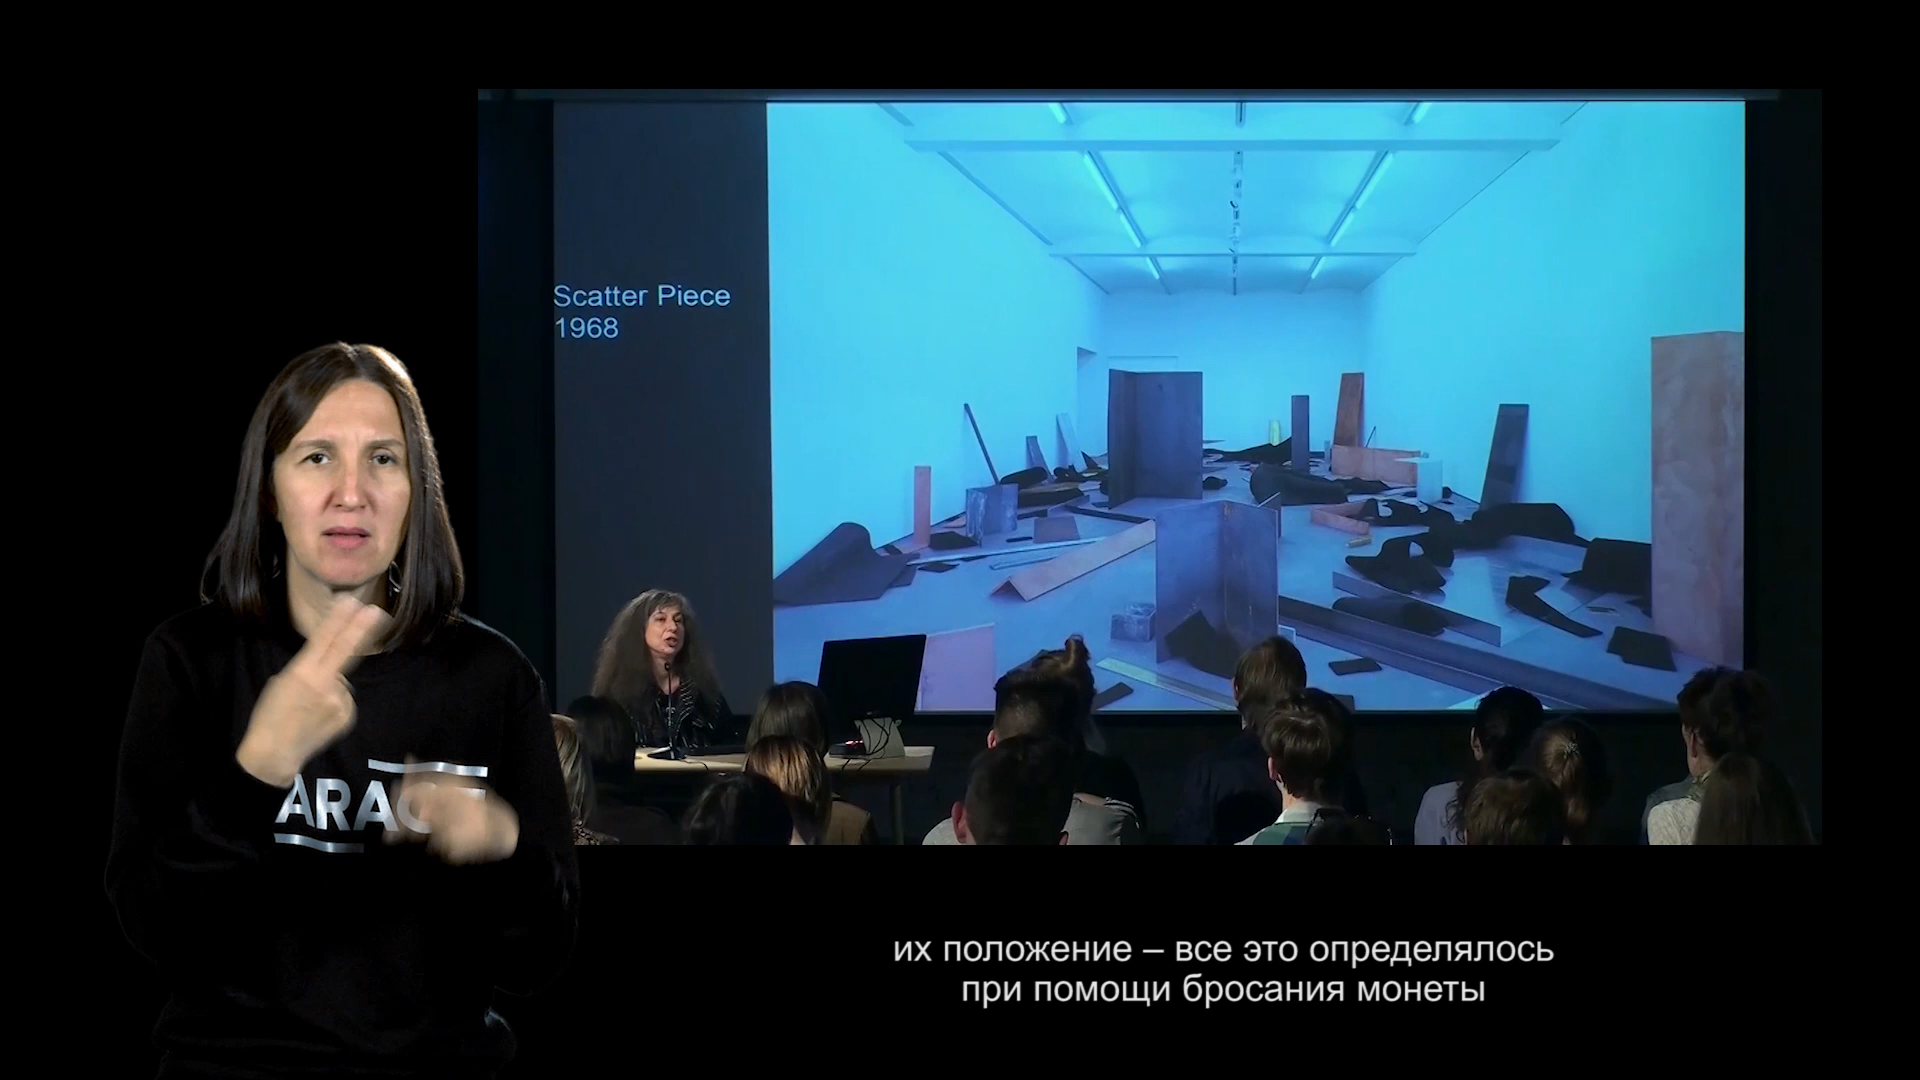 Scatter Piece
1968
их положение – все это определялось
при помощи бросания монеты